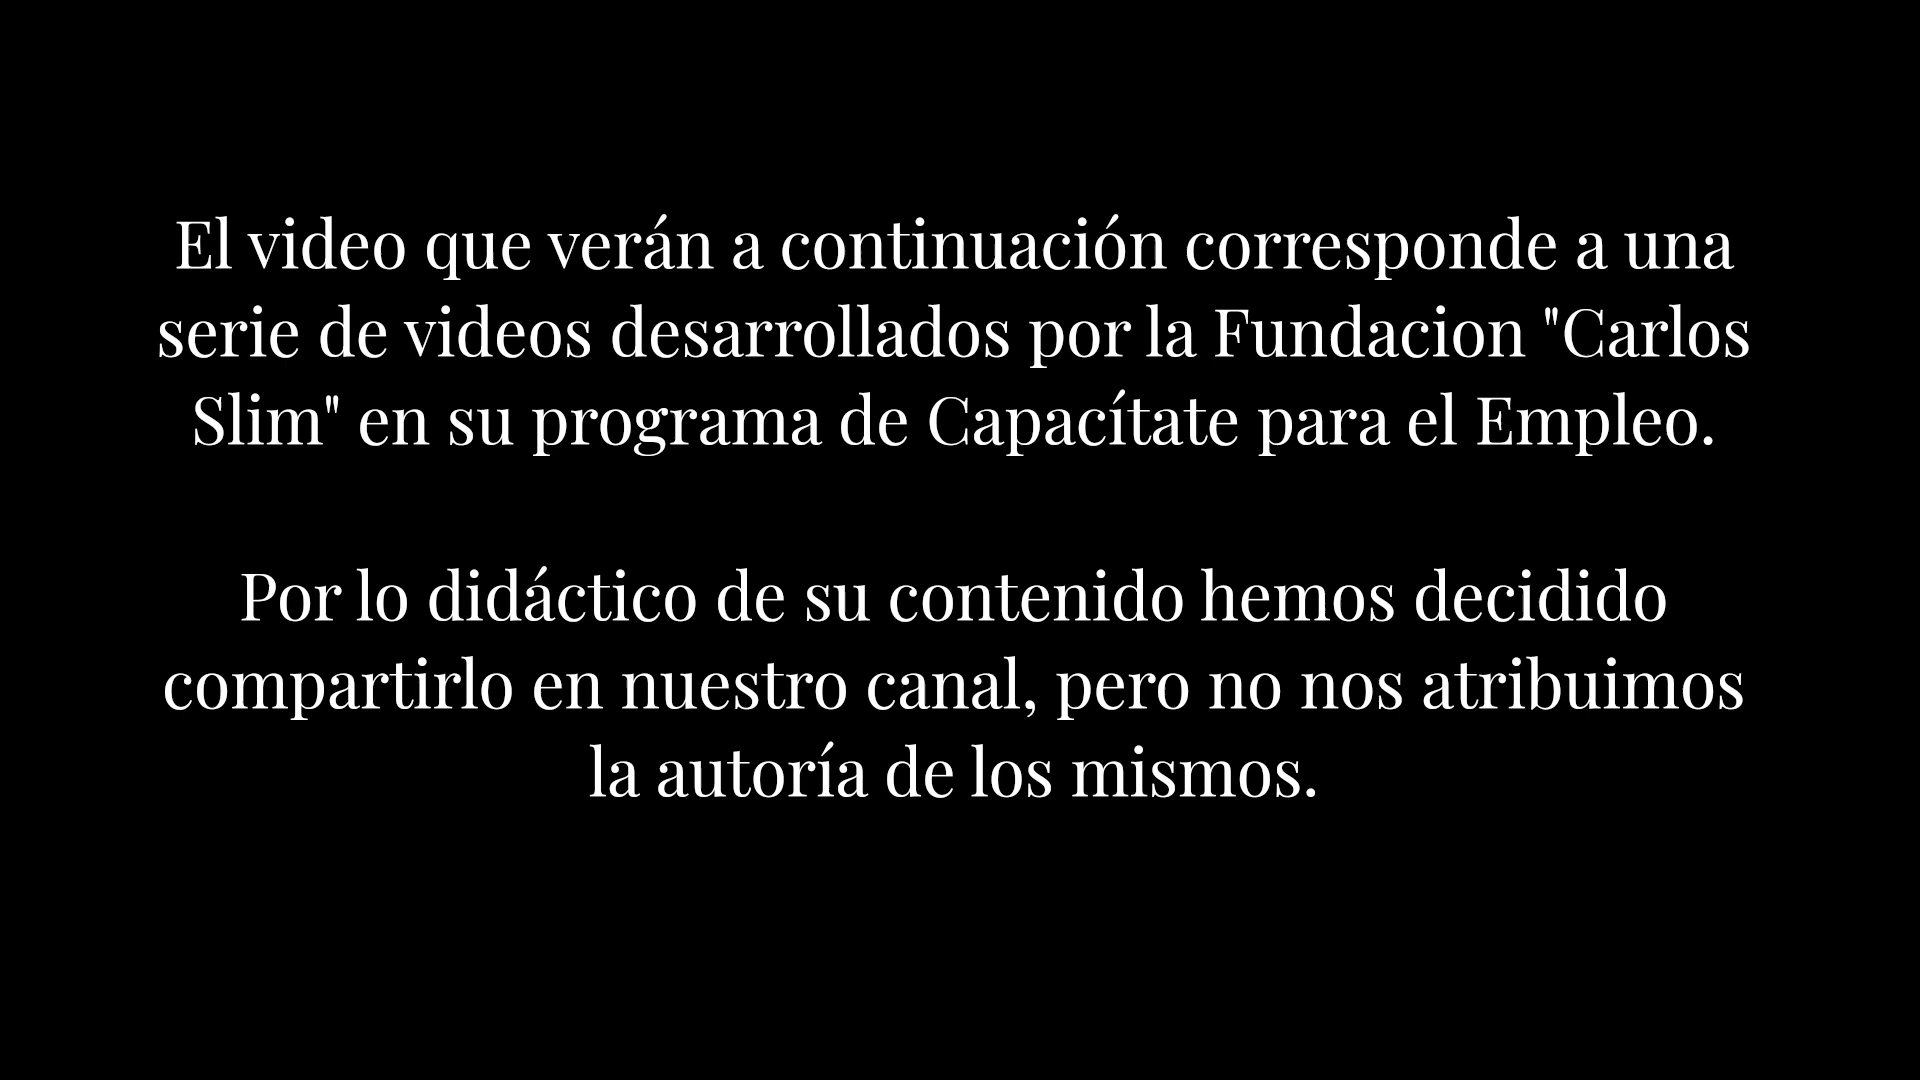 El video que verán a continuación corresponde a una
serie de videos desarrollados por la Fundacion "Carlos
Slim" en su programa de Capacítate para el Empleo.
Por lo didáctico de su contenido hemos decidido
compartirlo en nuestro canal, pero no nos atribuimos
la autoría de los mismos.